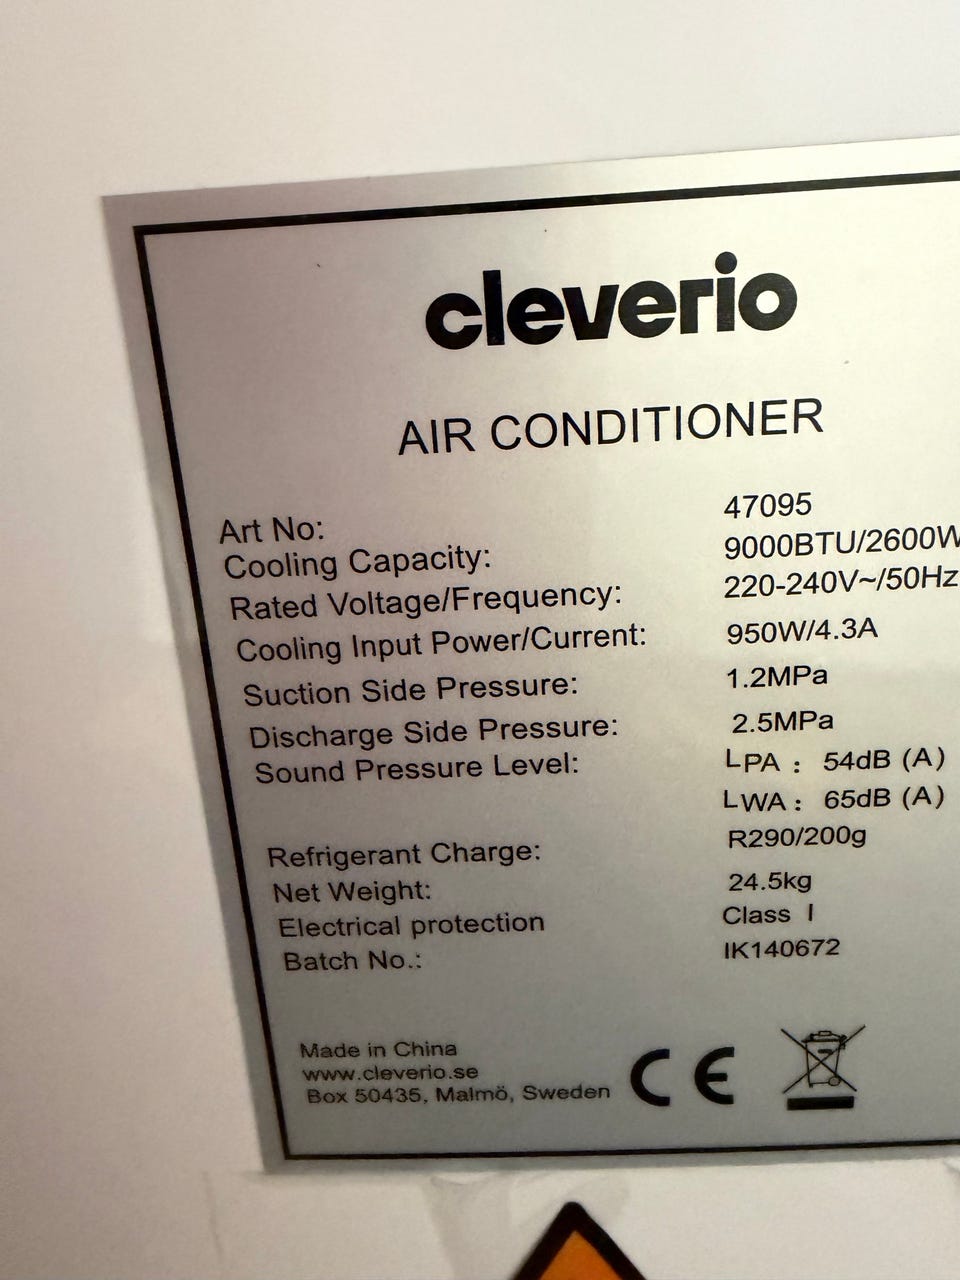 cleverio
AIR CONDITIONER
Art No: 47095
Cooling Capacity: 9000BTU/2600W
Rated Voltage/Frequency: 220-240V~/50Hz
Cooling Input Power/Current: 950W/4.3A
Suction Side Pressure: 1.2MPa
Discharge Side Pressure: 2.5MPa
Sound Pressure Level: LPA : 54dB (A)
LWA : 65dB (A)
Refrigerant Charge: R290/200g
Net Weight: 24.5kg
Electrical protection Class I
Batch No.: IK140672
Made in China
www.cleverio.se
Box 50435, Malmö, Sweden
CE